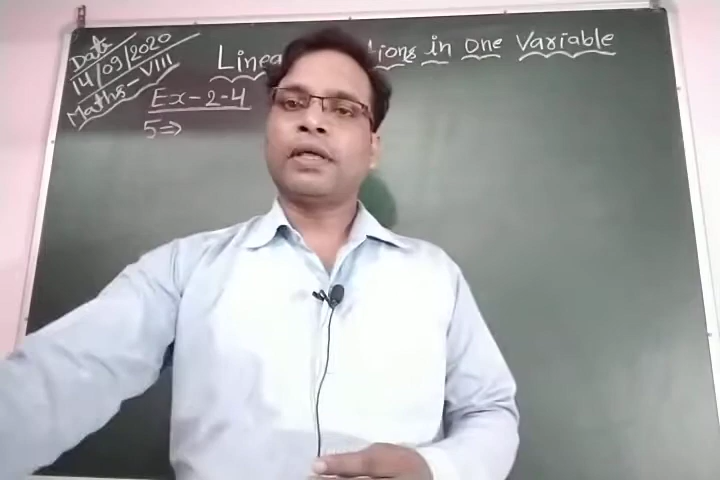 Date
14/09/2020
Maths-VIII
Linea tions in one Variable
Ex-2-4
5⇒